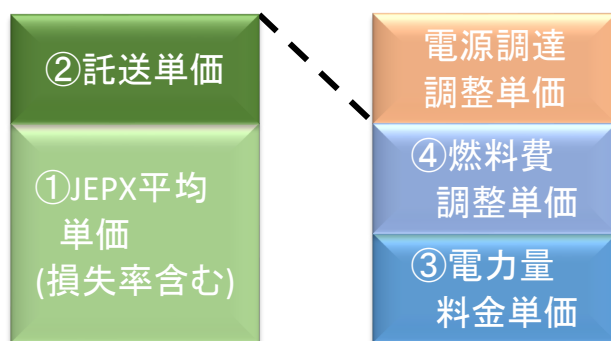 ②託送単価
①JEPX平均
単価
(損失率含む)
電源調達
調整単価
④燃料費
調整単価
③電力量
料金単価